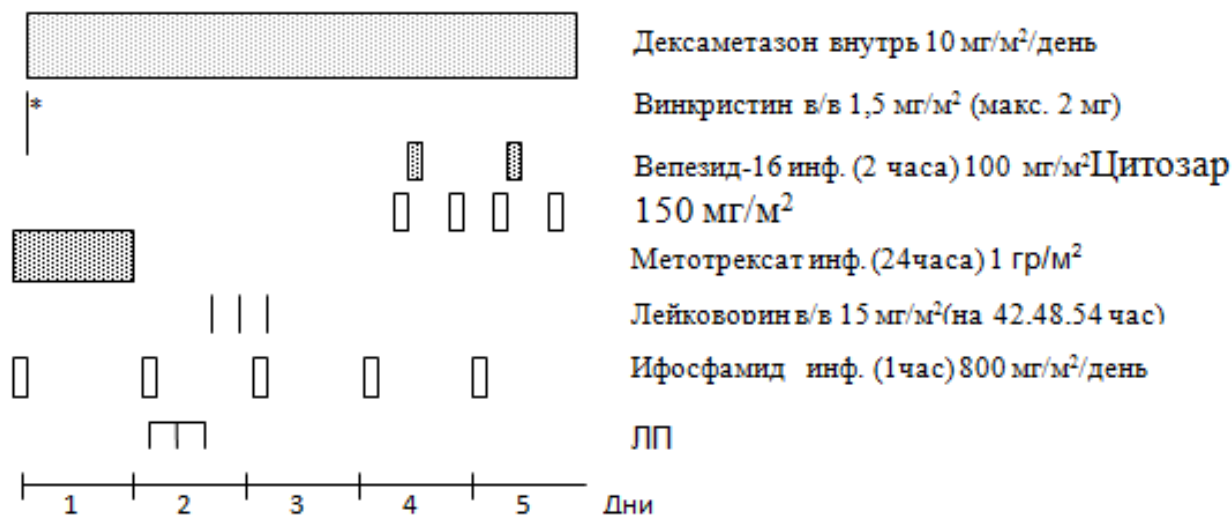 Дексаметазон внутрь 10 мг/м²/день
*
Винкристин в/в 1,5 мг/м² (макс. 2 мг)
Вепезид-16 инф. (2 часа) 100 мг/м²Цитозар
150 мг/м²
Метотрексат инф. (24часа) 1 гр/м²
Лейковорин в/в 15 мг/м²(на 42.48.54 час)
Ифосфамид инф. (1час) 800 мг/м²/день
ЛП
1 2 3 4 5 Дни